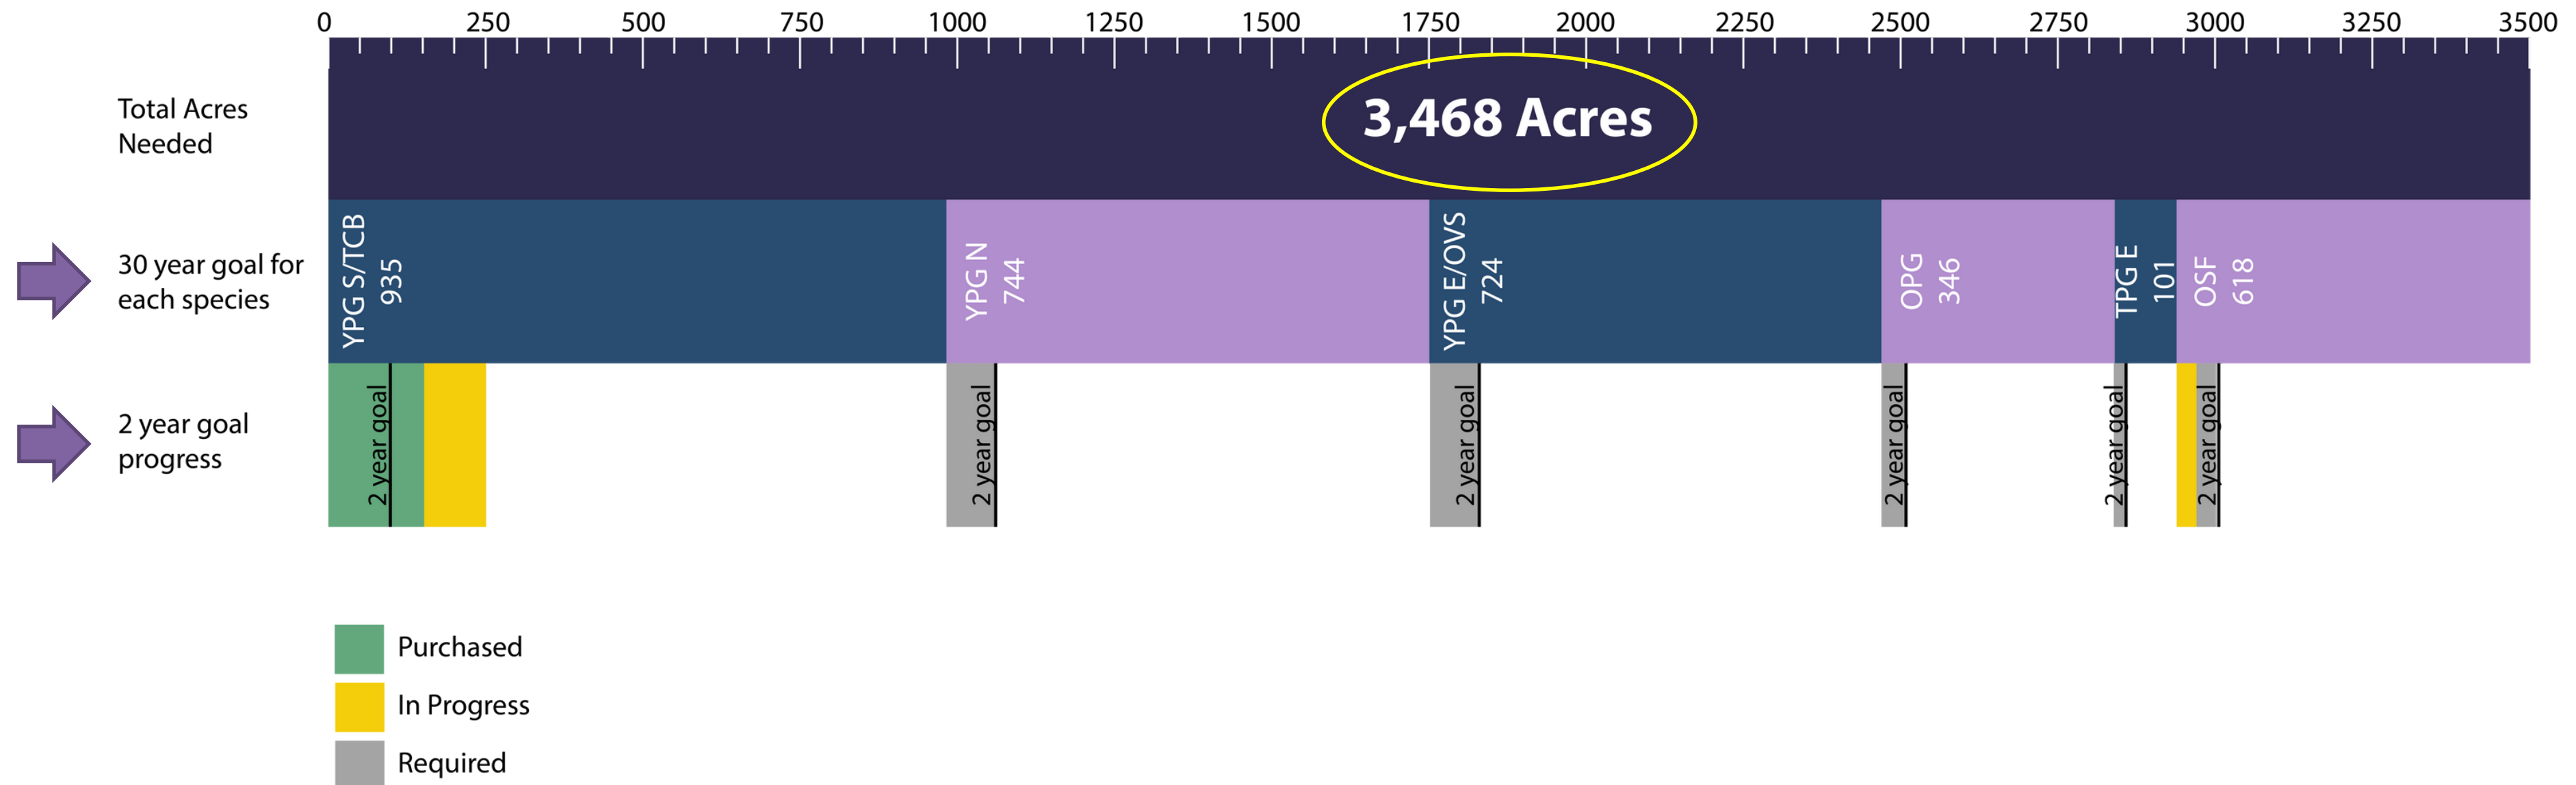 0 250 500 750 1000 1250 1500 1750 2000 2250 2500 2750 3000 3250 3500
Total Acres
Needed
3,468 Acres
30 year goal for
each species
YPG S/TCB
935
YPG N
744
YPG E/OVS
724
OPG
346
TPG E
101
OSF
618
2 year goal
progress
2 year goal
2 year goal
2 year goal
2 year goal
2 year goal
2 year goal
Purchased
In Progress
Required